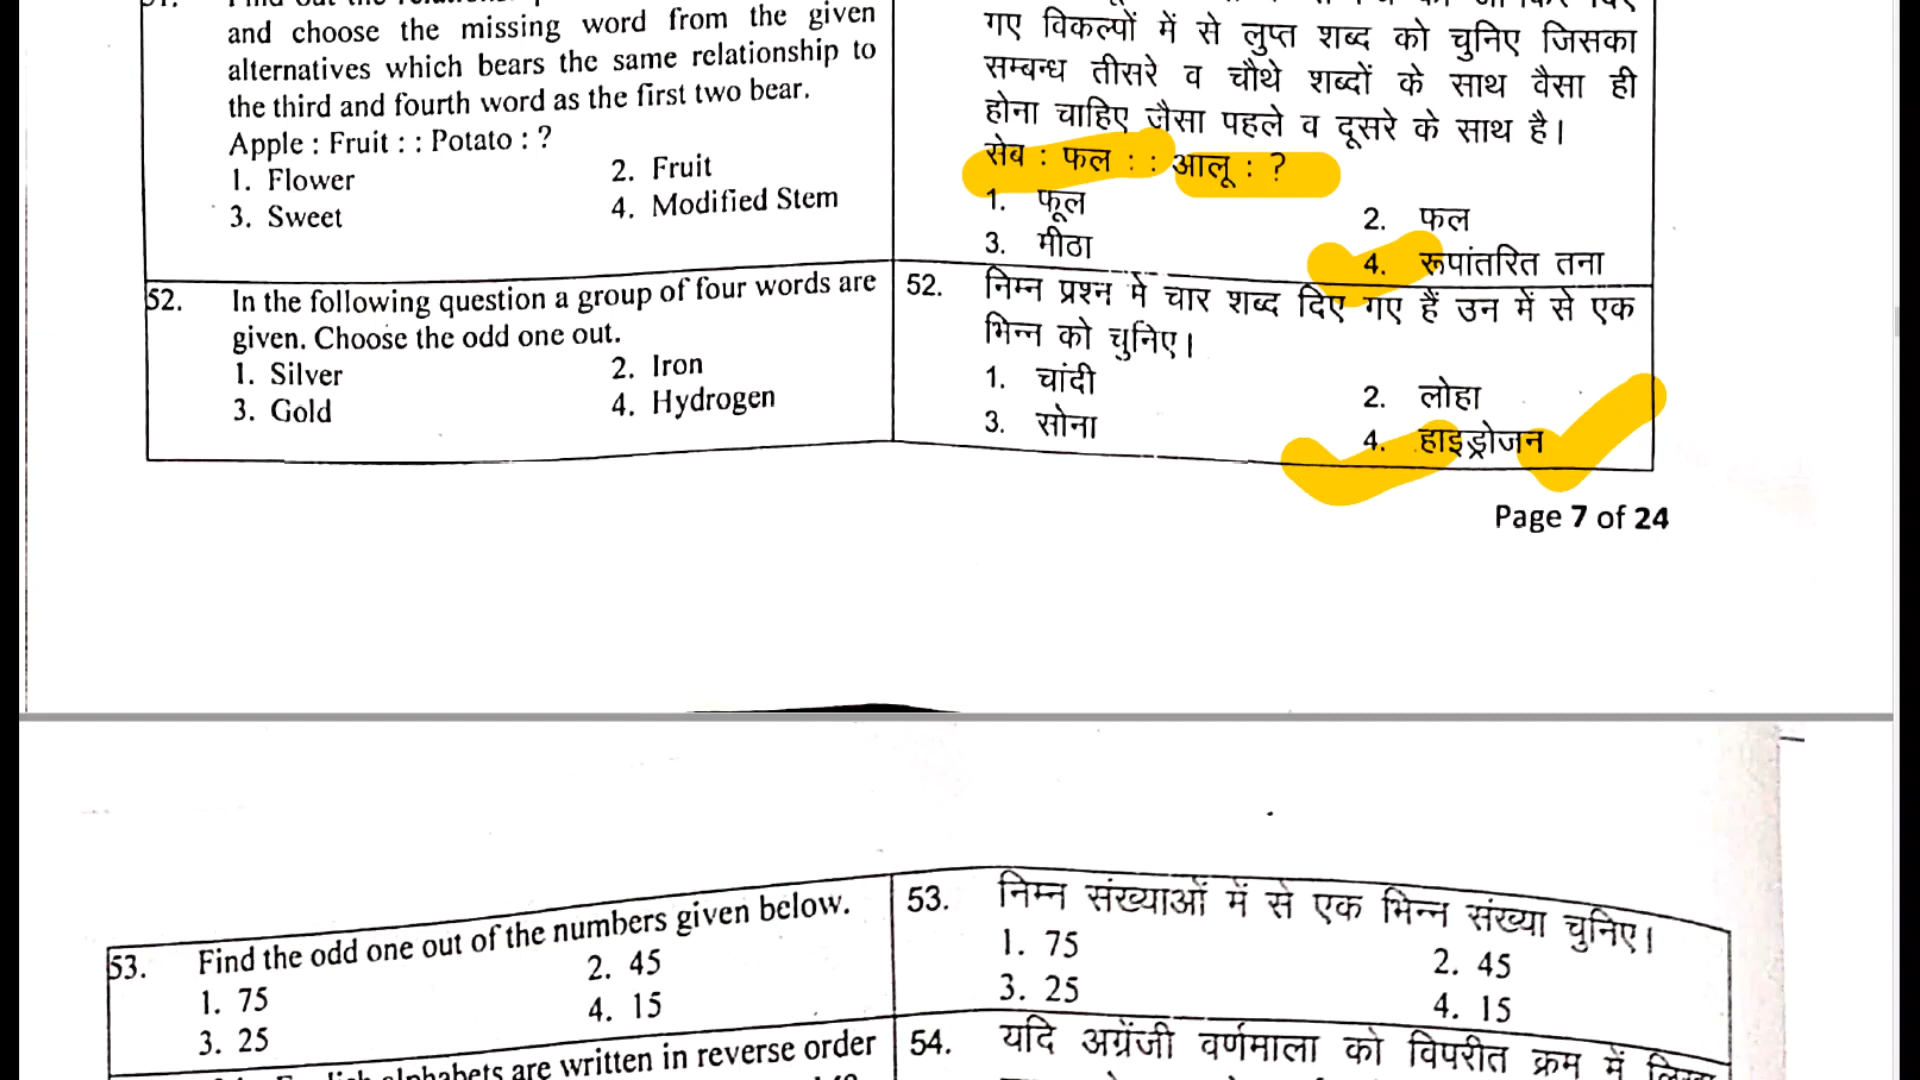 and choose the missing word from the given
alternatives which bears the same relationship to
the third and fourth word as the first two bear.
Apple : Fruit : : Potato : ?
1. Flower
2. Fruit
3. Sweet
4. Modified Stem
गए विकल्पों में से लुप्त शब्द को चुनिए जिसका
सम्बन्ध तीसरे व चौथे शब्दों के साथ वैसा ही
होना चाहिए जैसा पहले व दूसरे के साथ है।
सेब : फल : : आलू : ?
1. फूल
2. फल
3. मीठा
4. रूपांतरित तना
52. In the following question a group of four words are
given. Choose the odd one out.
1. Silver
2. Iron
3. Gold
4. Hydrogen
52. निम्न प्रश्न मे चार शब्द दिए गए हैं उन में से एक
भिन्न को चुनिए।
1. चांदी
2. लोहा
3. सोना
4. हाइड्रोजन
Page 7 of 24
53. Find the odd one out of the numbers given below.
1. 75
2. 45
3. 25
4. 15
53. निम्न संख्याओं में से एक भिन्न संख्या चुनिए।
1. 75
2. 45
3. 25
4. 15
alphabets are written in reverse order
54. यदि अंग्रेंजी वर्णमाला को विपरीत क्रम में